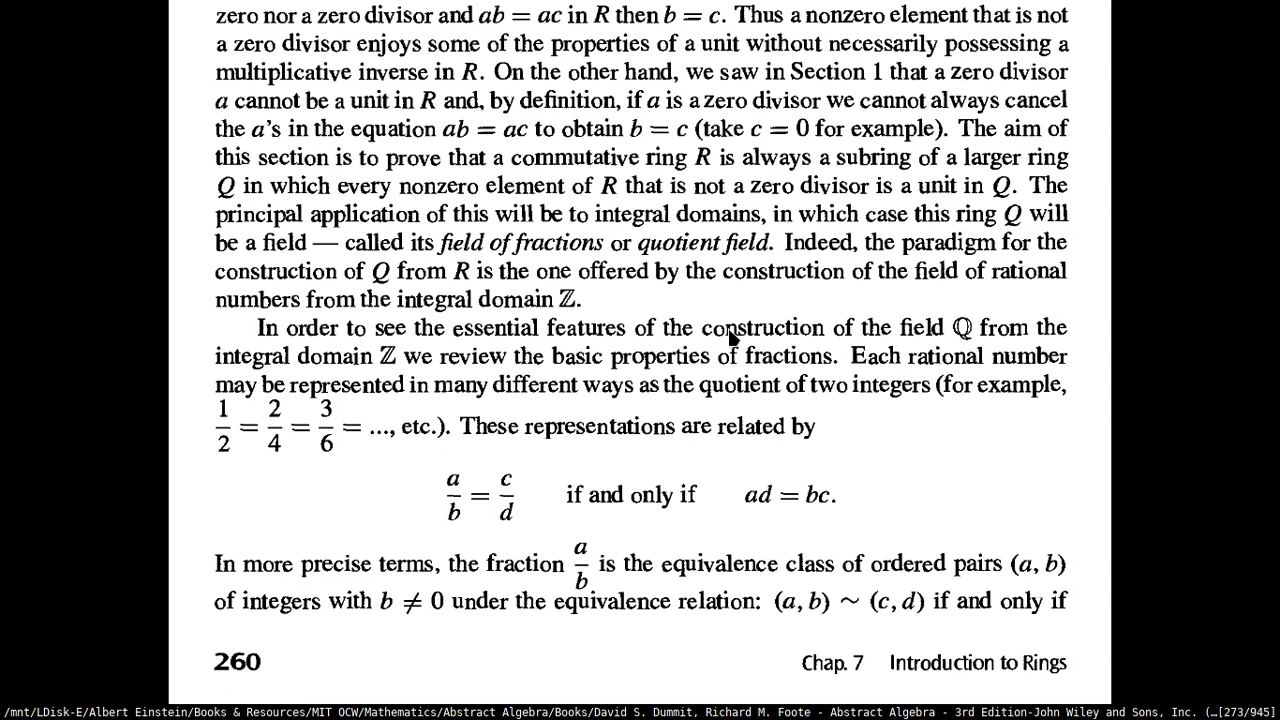 zero nor a zero divisor and ab = ac in R then b = c. Thus a nonzero element that is not
a zero divisor enjoys some of the properties of a unit without necessarily possessing a
multiplicative inverse in R. On the other hand, we saw in Section 1 that a zero divisor
a cannot be a unit in R and, by definition, if a is a zero divisor we cannot always cancel
the a's in the equation ab = ac to obtain b = c (take c = 0 for example). The aim of
this section is to prove that a commutative ring R is always a subring of a larger ring
Q in which every nonzero element of R that is not a zero divisor is a unit in Q. The
principal application of this will be to integral domains, in which case this ring Q will
be a field — called its field of fractions or quotient field. Indeed, the paradigm for the
construction of Q from R is the one offered by the construction of the field of rational
numbers from the integral domain ℤ.
In order to see the essential features of the construction of the field ℚ from the
integral domain ℤ we review the basic properties of fractions. Each rational number
may be represented in many different ways as the quotient of two integers (for example,
1/2 = 2/4 = 3/6 = ..., etc.). These representations are related by
a/b = c/d if and only if ad = bc.
In more precise terms, the fraction a/b is the equivalence class of ordered pairs (a, b)
of integers with b ≠ 0 under the equivalence relation: (a, b) ~ (c, d) if and only if
260 Chap. 7 Introduction to Rings
/mnt/LDisk-E/Albert Einstein/Books & Resources/MIT OCW/Mathematics/Abstract Algebra/Books/David S. Dummit, Richard M. Foote - Abstract Algebra - 3rd Edition-John Wiley and Sons, Inc. (…[273/945]